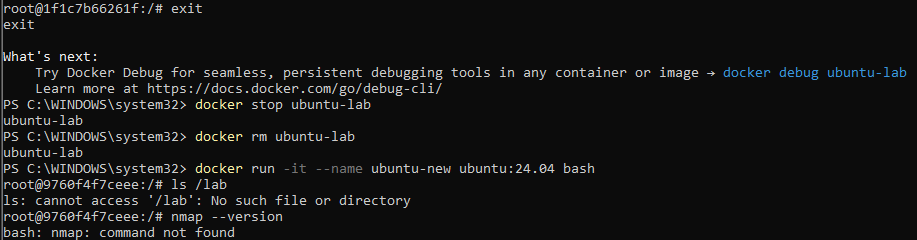 root@1f1c7b66261f:/# exit
exit
What's next:
Try Docker Debug for seamless, persistent debugging tools in any container or image → docker debug ubuntu-lab
Learn more at https://docs.docker.com/go/debug-cli/
PS C:\WINDOWS\system32> docker stop ubuntu-lab
ubuntu-lab
PS C:\WINDOWS\system32> docker rm ubuntu-lab
ubuntu-lab
PS C:\WINDOWS\system32> docker run -it --name ubuntu-new ubuntu:24.04 bash
root@9760f4f7ceee:/# ls /lab
ls: cannot access '/lab': No such file or directory
root@9760f4f7ceee:/# nmap --version
bash: nmap: command not found